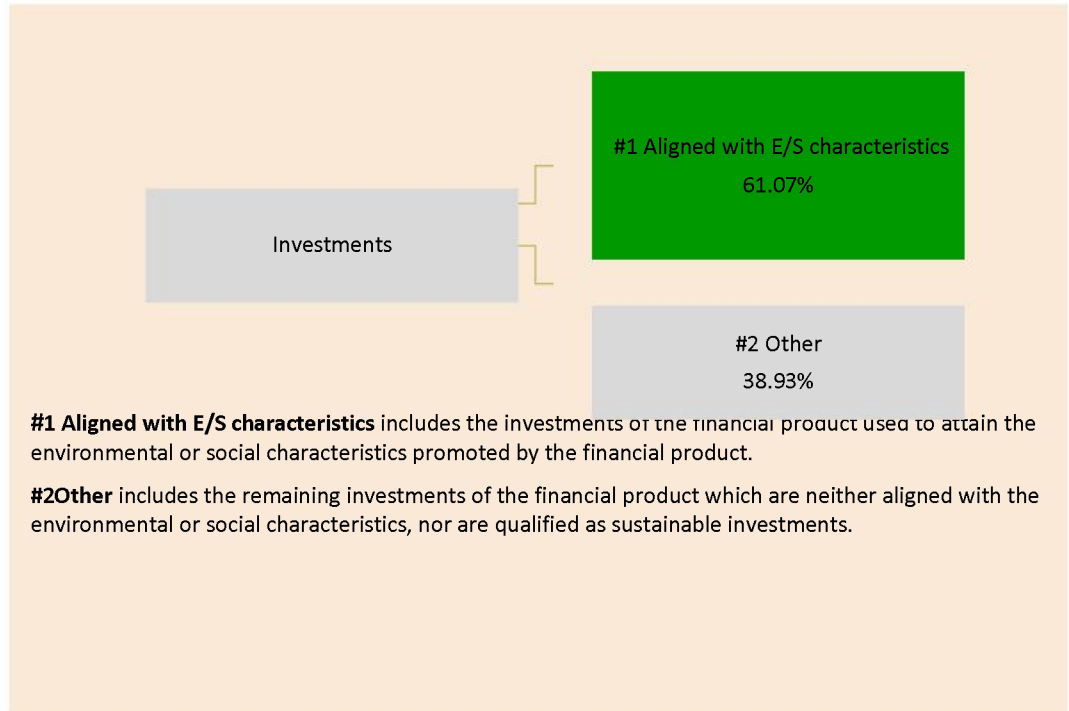 #1 Aligned with E/S characteristics
61.07%
Investments
#2 Other
38.93%
#1 Aligned with E/S characteristics includes the investments of the financial product used to attain the
environmental or social characteristics promoted by the financial product.
#2Other includes the remaining investments of the financial product which are neither aligned with the
environmental or social characteristics, nor are qualified as sustainable investments.